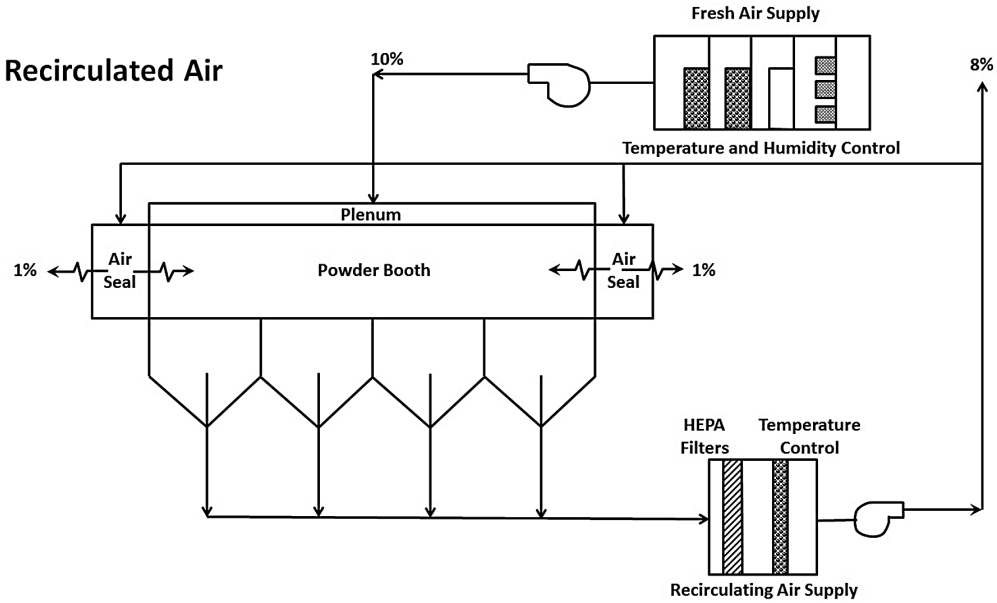 Fresh Air Supply
Recirculated Air
10%
8%
Temperature and Humidity Control
Plenum
1%
Air
Seal
Powder Booth
Air
Seal
1%
HEPA
Filters
Temperature
Control
Recirculating Air Supply